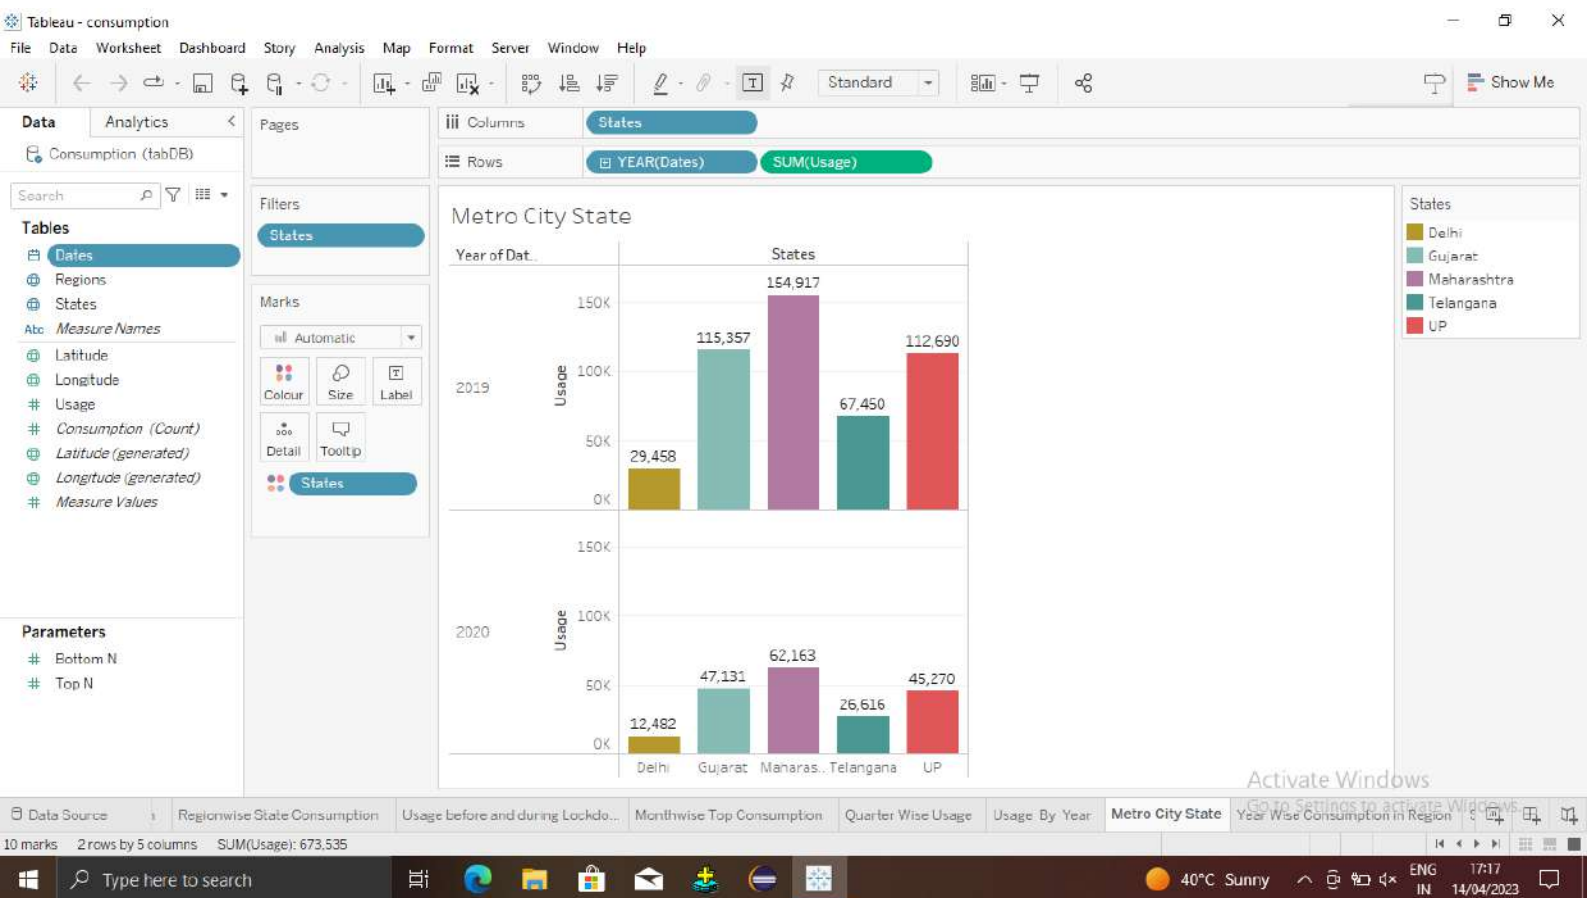 Tableau - consumption
File Data Worksheet Dashboard Story Analysis Map Format Server Window Help
Standard
Show Me
Data Analytics <
Consumption (tabDB)
Search
Tables
Dates
Regions
States
Abc Measure Names
Latitude
Longitude
# Usage
# Consumption (Count)
Latitude (generated)
Longitude (generated)
# Measure Values
Parameters
# Bottom N
# Top N
Pages
Filters
States
Marks
Automatic
Colour Size Label
Detail Tooltip
States
Columns States
Rows YEAR(Dates) SUM(Usage)
Metro City State
Year of Dat.. States
2019
Usage
150K
100K
50K
0K
29,458
115,357
154,917
67,450
112,690
2020
Usage
150K
100K
50K
0K
12,482
47,131
62,163
26,616
45,270
Delhi Gujarat Maharas.. Telangana UP
States
Delhi
Gujarat
Maharashtra
Telangana
UP
Activate Windows
Go to Settings to activate Windows.
Data Source Regionwise State Consumption Usage before and during Lockdo... Monthwise Top Consumption Quarter Wise Usage Usage By Year Metro City State Year Wise Consumption in Region
10 marks 2 rows by 5 columns SUM(Usage): 673,535
Type here to search
40°C Sunny
ENG
IN
17:17
14/04/2023